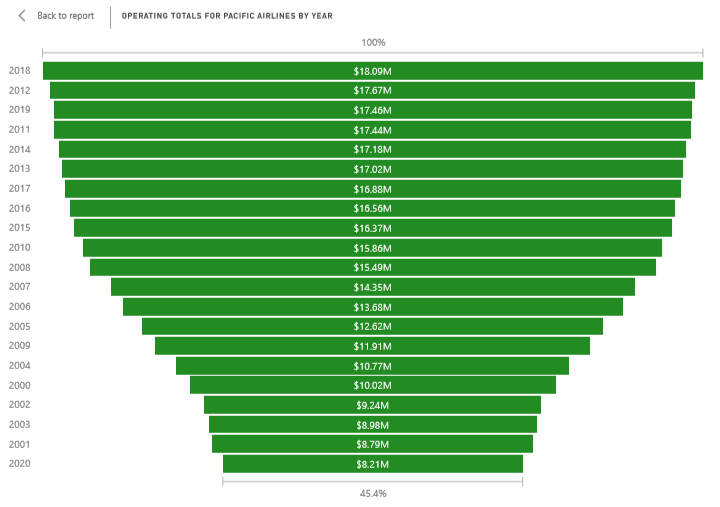 Back to report
OPERATING TOTALS FOR PACIFIC AIRLINES BY YEAR
100%
2018 $18.09M
2012 $17.67M
2019 $17.46M
2011 $17.44M
2014 $17.18M
2013 $17.02M
2017 $16.88M
2016 $16.56M
2015 $16.37M
2010 $15.86M
2008 $15.49M
2007 $14.35M
2006 $13.68M
2005 $12.62M
2009 $11.91M
2004 $10.77M
2000 $10.02M
2002 $9.24M
2003 $8.98M
2001 $8.79M
2020 $8.21M
45.4%